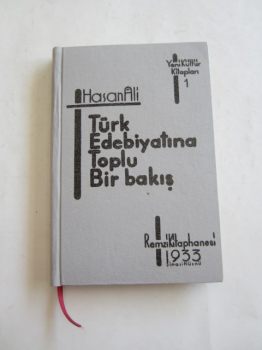 Yeni Kültür
Kitapları
1
Hasan Ali
Türk
Edebiyatına
Toplu
Bir bakış
Remzi Kitaphanesi
1933